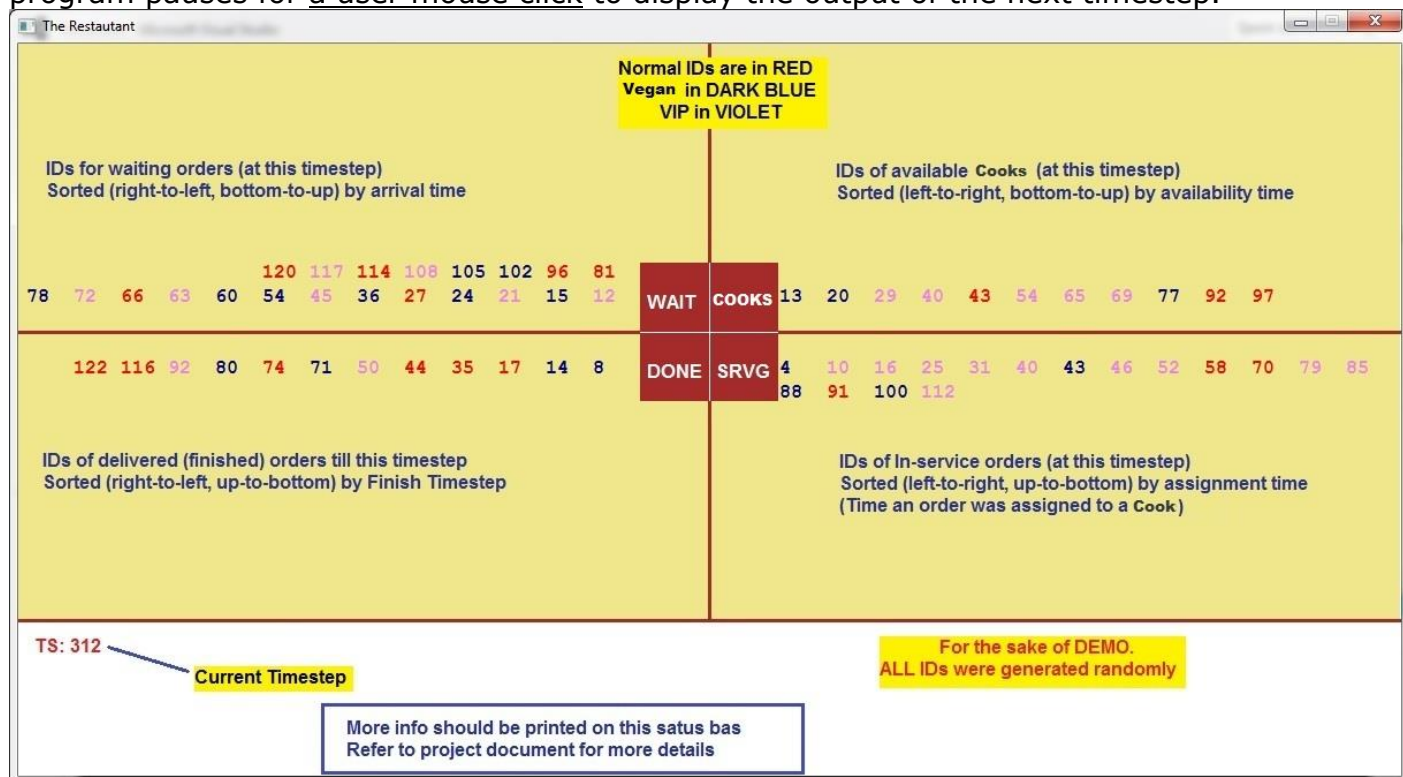 program pauses for a user mouse click to display the output of the next timestep.
The Restautant
Normal IDs are in RED
Vegan in DARK BLUE
VIP in VIOLET
IDs for waiting orders (at this timestep)
Sorted (right-to-left, bottom-to-up) by arrival time
IDs of available Cooks (at this timestep)
Sorted (left-to-right, bottom-to-up) by availability time
120 117 114 108 105 102 96 81
78 72 66 63 60 54 45 36 27 24 21 15 12
WAIT COOKS
13 20 29 40 43 54 65 69 77 92 97
122 116 92 80 74 71 50 44 35 17 14 8
DONE SRVG
4 10 16 25 31 40 43 46 52 58 70 79 85
88 91 100 112
IDs of delivered (finished) orders till this timestep
Sorted (right-to-left, up-to-bottom) by Finish Timestep
IDs of In-service orders (at this timestep)
Sorted (left-to-right, up-to-bottom) by assignment time
(Time an order was assigned to a Cook)
TS: 312
Current Timestep
For the sake of DEMO.
ALL IDs were generated randomly
More info should be printed on this satus bas
Refer to project document for more details